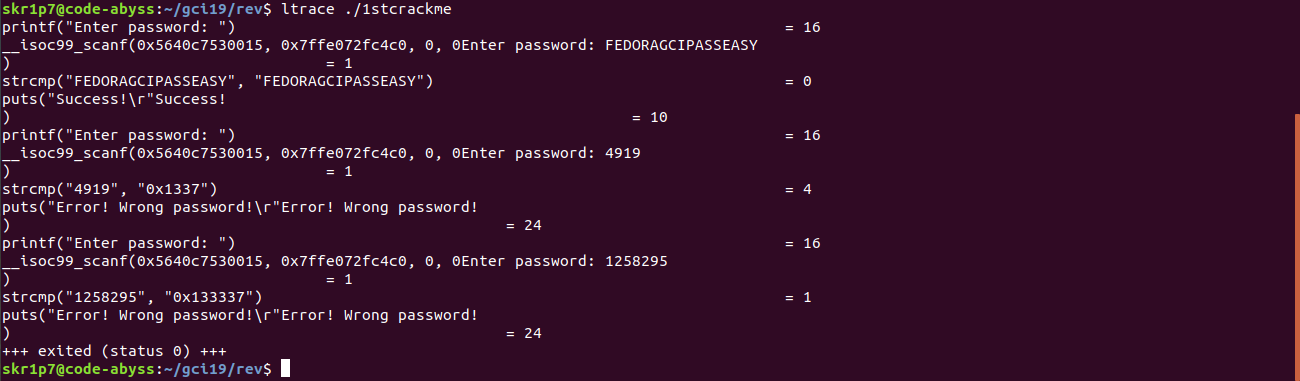 skr1p7@code-abyss:~/gci19/rev$ ltrace ./1stcrackme
printf("Enter password: ") = 16
__isoc99_scanf(0x5640c7530015, 0x7ffe072fc4c0, 0, 0Enter password: FEDORAGCIPASSEASY
) = 1
strcmp("FEDORAGCIPASSEASY", "FEDORAGCIPASSEASY") = 0
puts("Success!\r"Success!
) = 10
printf("Enter password: ") = 16
__isoc99_scanf(0x5640c7530015, 0x7ffe072fc4c0, 0, 0Enter password: 4919
) = 1
strcmp("4919", "0x1337") = 4
puts("Error! Wrong password!\r"Error! Wrong password!
) = 24
printf("Enter password: ") = 16
__isoc99_scanf(0x5640c7530015, 0x7ffe072fc4c0, 0, 0Enter password: 1258295
) = 1
strcmp("1258295", "0x133337") = 1
puts("Error! Wrong password!\r"Error! Wrong password!
) = 24
+++ exited (status 0) +++
skr1p7@code-abyss:~/gci19/rev$